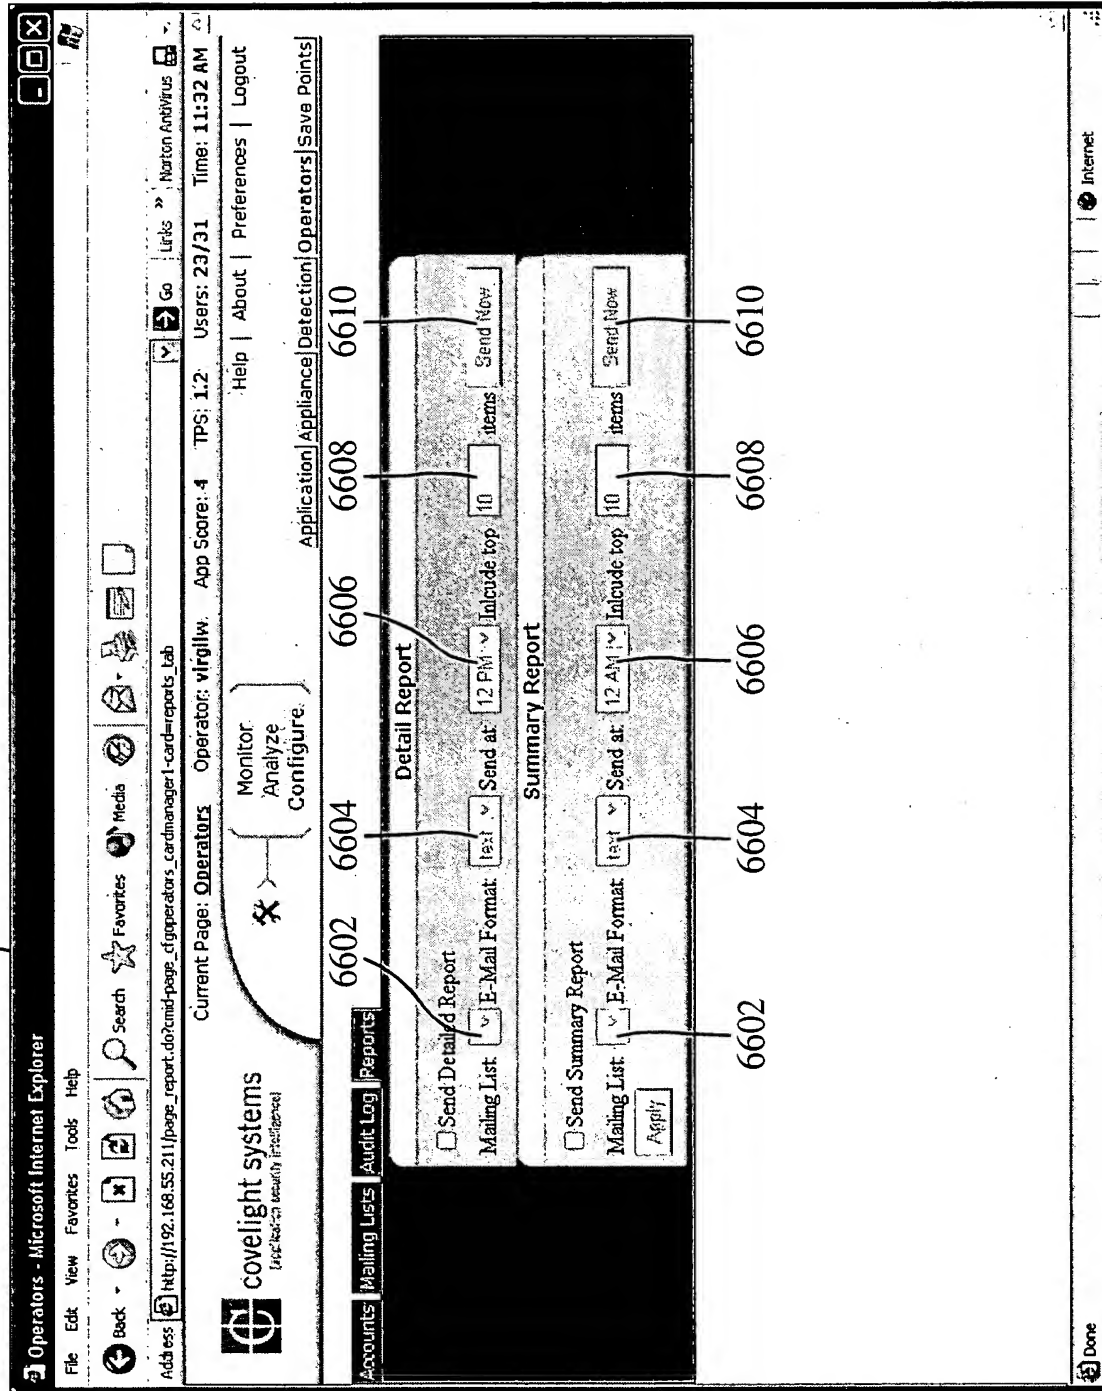 Operators - Microsoft Internet Explorer
File Edit View Favorites Tools Help
Back Search Favorites Media
Address http://192.168.55.211/page_report.do?cmid-page_cfgoperators_cardmanager1-card=reports_tab Go Links » Norton AntiVirus
Current Page: Operators Operator: virgilw. App Score: 4 TPS: 1.2 Users: 23/31 Time: 11:32 AM
covelight systems
[application security intelligence]
Monitor
Analyze
Configure
Help | About | Preferences | Logout
Application| Appliance| Detection| Operators| Save Points|
Accounts Mailing Lists Audit Log Reports
6602 6604 6606 6608 6610
Detail Report
Send Detailed Report
Mailing List: E-Mail Format: text Send at: 12 PM Inlcude top 10 items Send Now
Summary Report
Send Summary Report
Mailing List: E-Mail Format: text Send at: 12 AM Inlcude top 10 items Send Now
Apply
6602 6604 6606 6608 6610
Done Internet